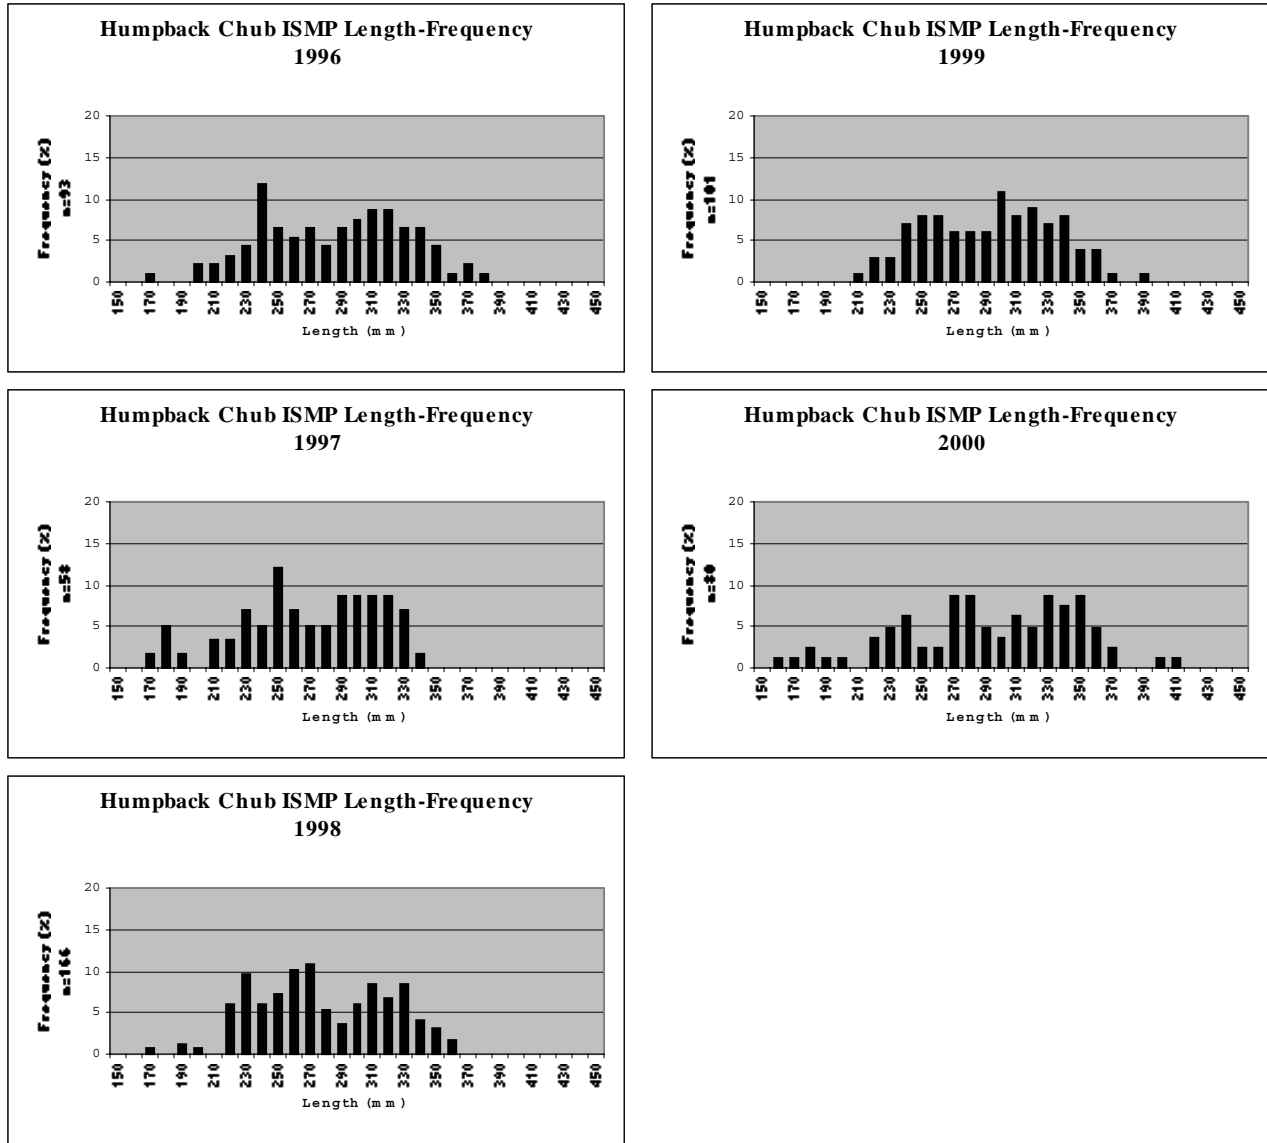 Humpback Chub ISMP Length-Frequency
1996
Frequency (%)
n=93
20
15
10
5
0
150 170 190 210 230 250 270 290 310 330 350 370 390 410 430 450
Length (mm)
Humpback Chub ISMP Length-Frequency
1999
Frequency (%)
n=101
20
15
10
5
0
150 170 190 210 230 250 270 290 310 330 350 370 390 410 430 450
Length (mm)
Humpback Chub ISMP Length-Frequency
1997
Frequency (%)
n=58
20
15
10
5
0
150 170 190 210 230 250 270 290 310 330 350 370 390 410 430 450
Length (mm)
Humpback Chub ISMP Length-Frequency
2000
Frequency (%)
n=80
20
15
10
5
0
150 170 190 210 230 250 270 290 310 330 350 370 390 410 430 450
Length (mm)
Humpback Chub ISMP Length-Frequency
1998
Frequency (%)
n=166
20
15
10
5
0
150 170 190 210 230 250 270 290 310 330 350 370 390 410 430 450
Length (mm)